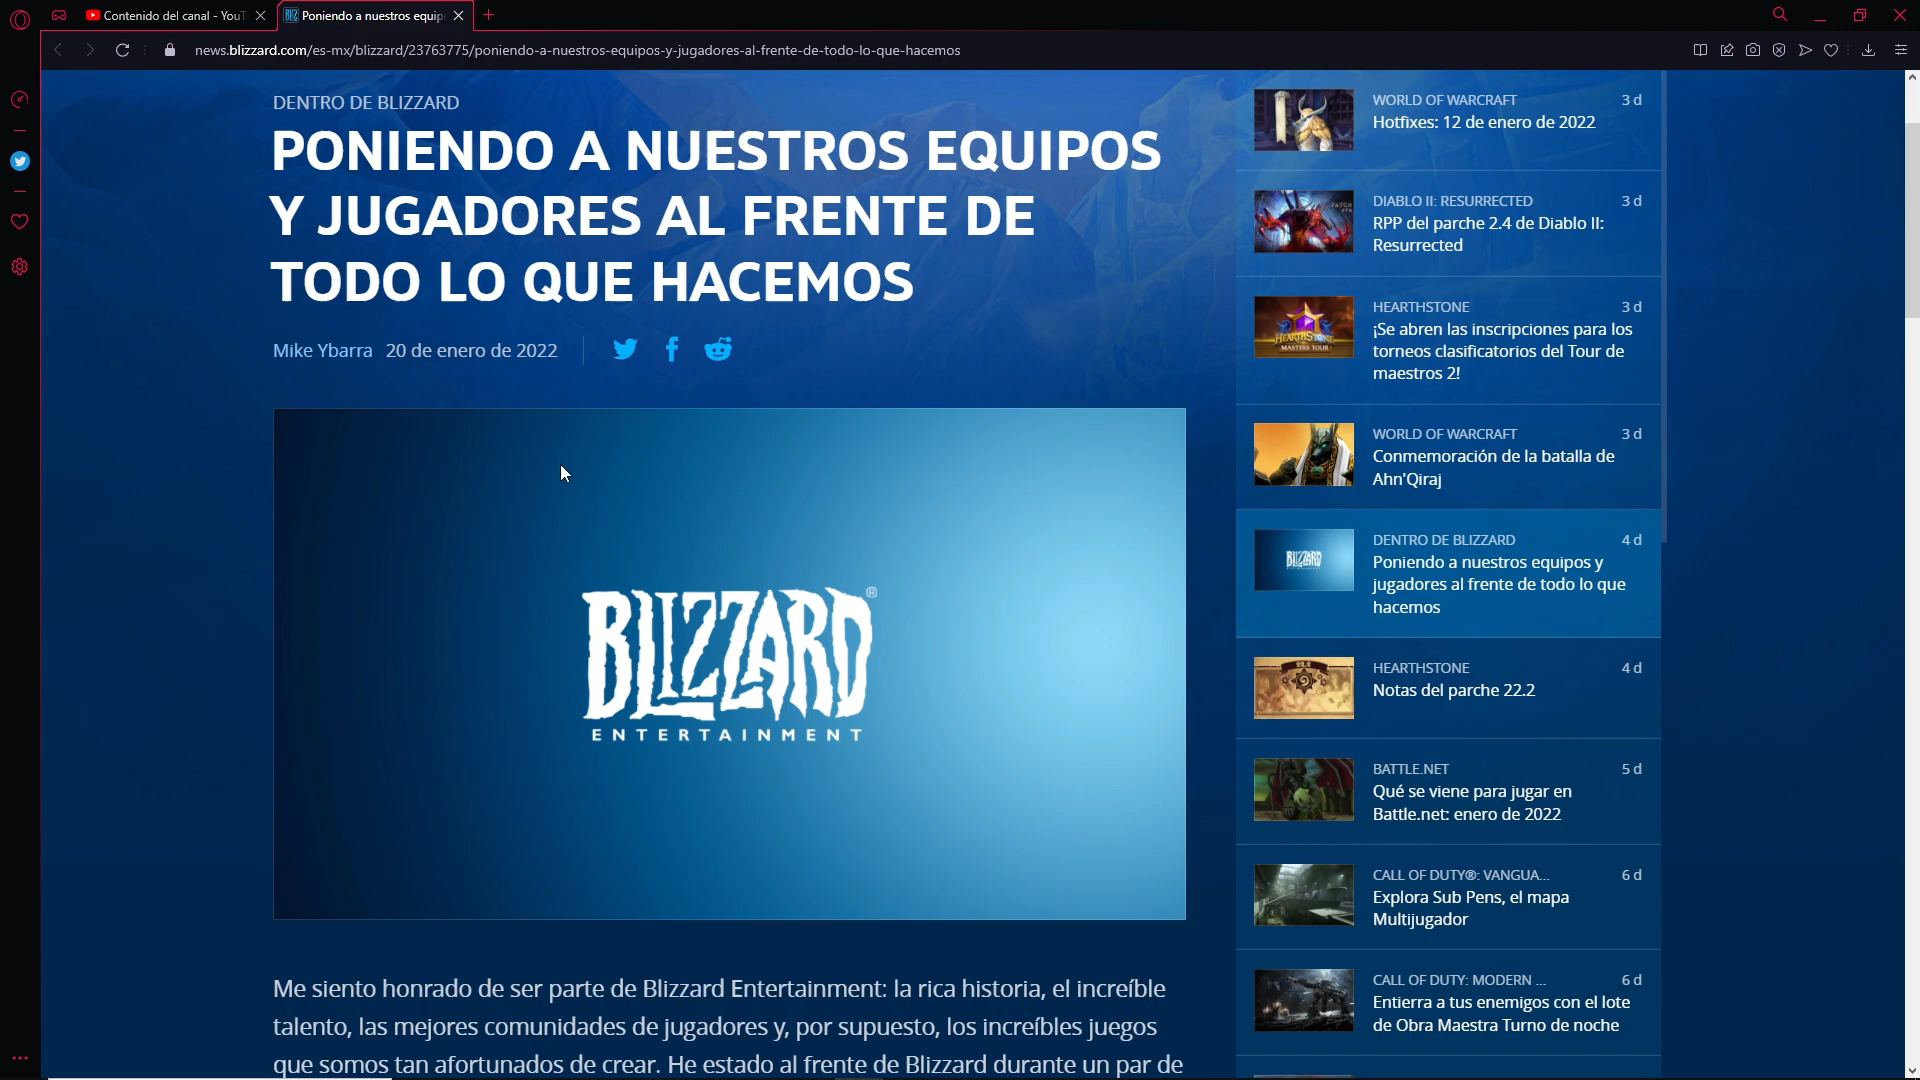 Contenido del canal - YouT
Poniendo a nuestros equip
news.blizzard.com/es-mx/blizzard/23763775/poniendo-a-nuestros-equipos-y-jugadores-al-frente-de-todo-lo-que-hacemos
DENTRO DE BLIZZARD
PONIENDO A NUESTROS EQUIPOS
Y JUGADORES AL FRENTE DE
TODO LO QUE HACEMOS
Mike Ybarra 20 de enero de 2022
BLIZZARD®
ENTERTAINMENT
Me siento honrado de ser parte de Blizzard Entertainment: la rica historia, el increíble
talento, las mejores comunidades de jugadores y, por supuesto, los increíbles juegos
que somos tan afortunados de crear. He estado al frente de Blizzard durante un par de
WORLD OF WARCRAFT 3 d
Hotfixes: 12 de enero de 2022
DIABLO II: RESURRECTED 3 d
RPP del parche 2.4 de Diablo II:
Resurrected
HEARTHSTONE 3 d
¡Se abren las inscripciones para los
torneos clasificatorios del Tour de
maestros 2!
HEARTHSTONE
MASTERS TOUR
WORLD OF WARCRAFT 3 d
Conmemoración de la batalla de
Ahn'Qiraj
BLIZZARD
DENTRO DE BLIZZARD 4 d
Poniendo a nuestros equipos y
jugadores al frente de todo lo que
hacemos
HEARTHSTONE 4 d
Notas del parche 22.2
BATTLE.NET 5 d
Qué se viene para jugar en
Battle.net: enero de 2022
CALL OF DUTY®: VANGUA... 6 d
Explora Sub Pens, el mapa
Multijugador
CALL OF DUTY: MODERN ... 6 d
Entierra a tus enemigos con el lote
de Obra Maestra Turno de noche